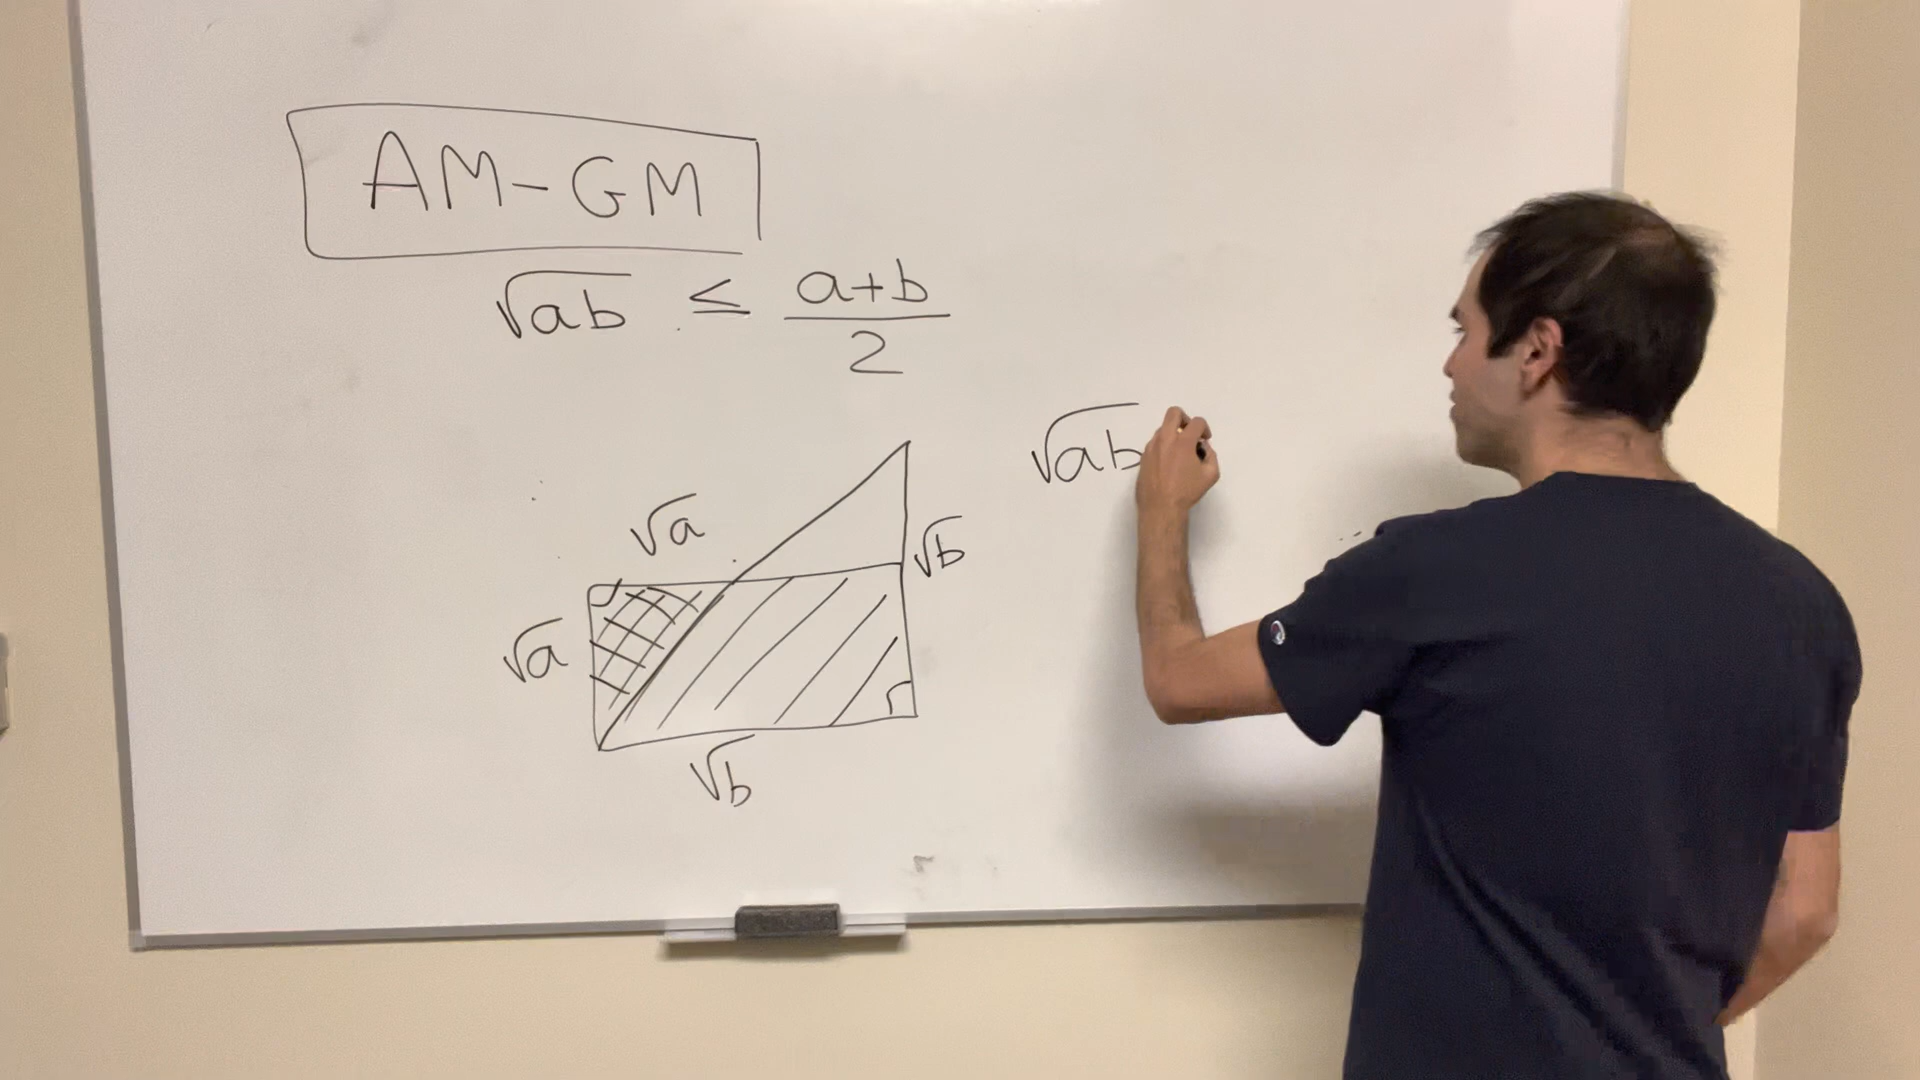 AM-GM
√ab ≤ (a+b)/2
√ab
√a
√b
√a
√b